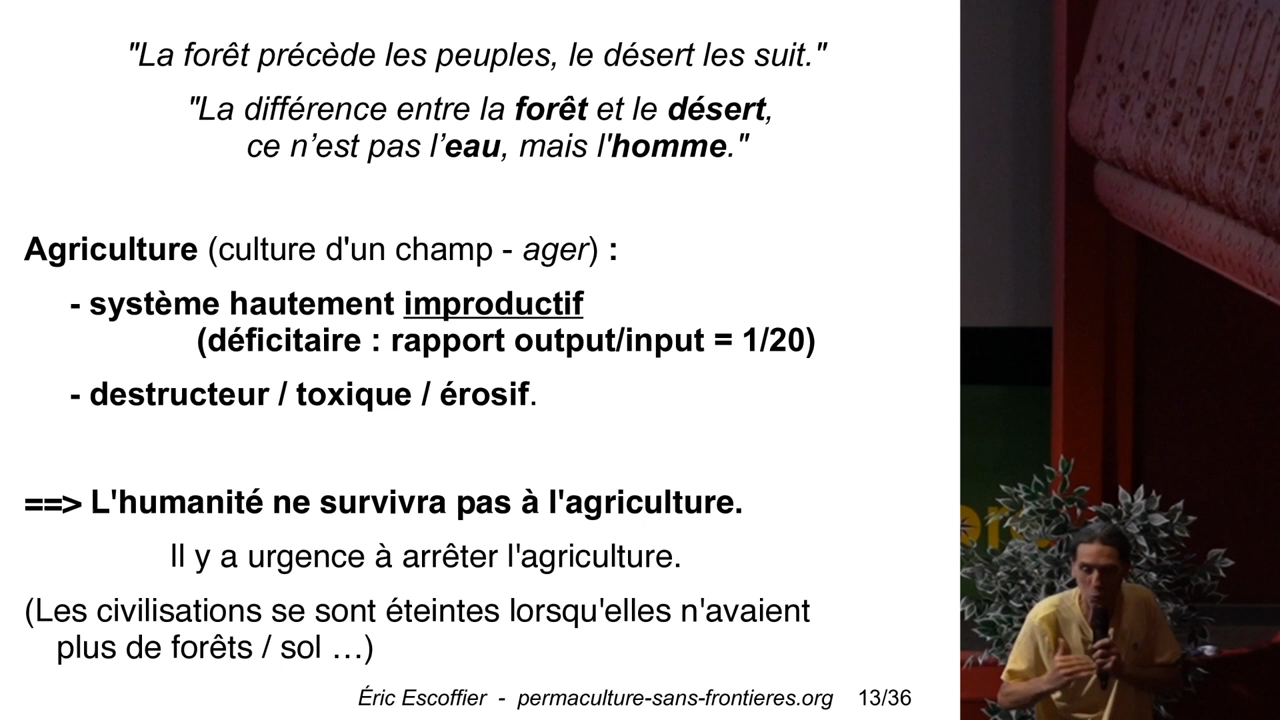 "La forêt précède les peuples, le désert les suit."
"La différence entre la forêt et le désert,
ce n’est pas l’eau, mais l'homme."
Agriculture (culture d'un champ - ager) :
- système hautement improductif
(déficitaire : rapport output/input = 1/20)
- destructeur / toxique / érosif.
==> L'humanité ne survivra pas à l'agriculture.
Il y a urgence à arrêter l'agriculture.
(Les civilisations se sont éteintes lorsqu'elles n'avaient
plus de forêts / sol …)
Éric Escoffier - permaculture-sans-frontieres.org 13/36